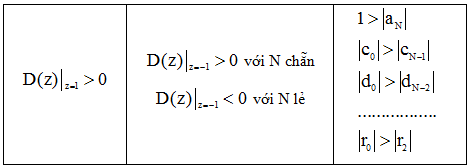 D(z)|z=1 > 0
D(z)|z=-1 > 0 với N chẵn
D(z)|z=-1 < 0 với N lẻ
1 > |aN|
|c0| > |cN-1|
|d0| > |dN-2|
..................
|r0| > |r2|